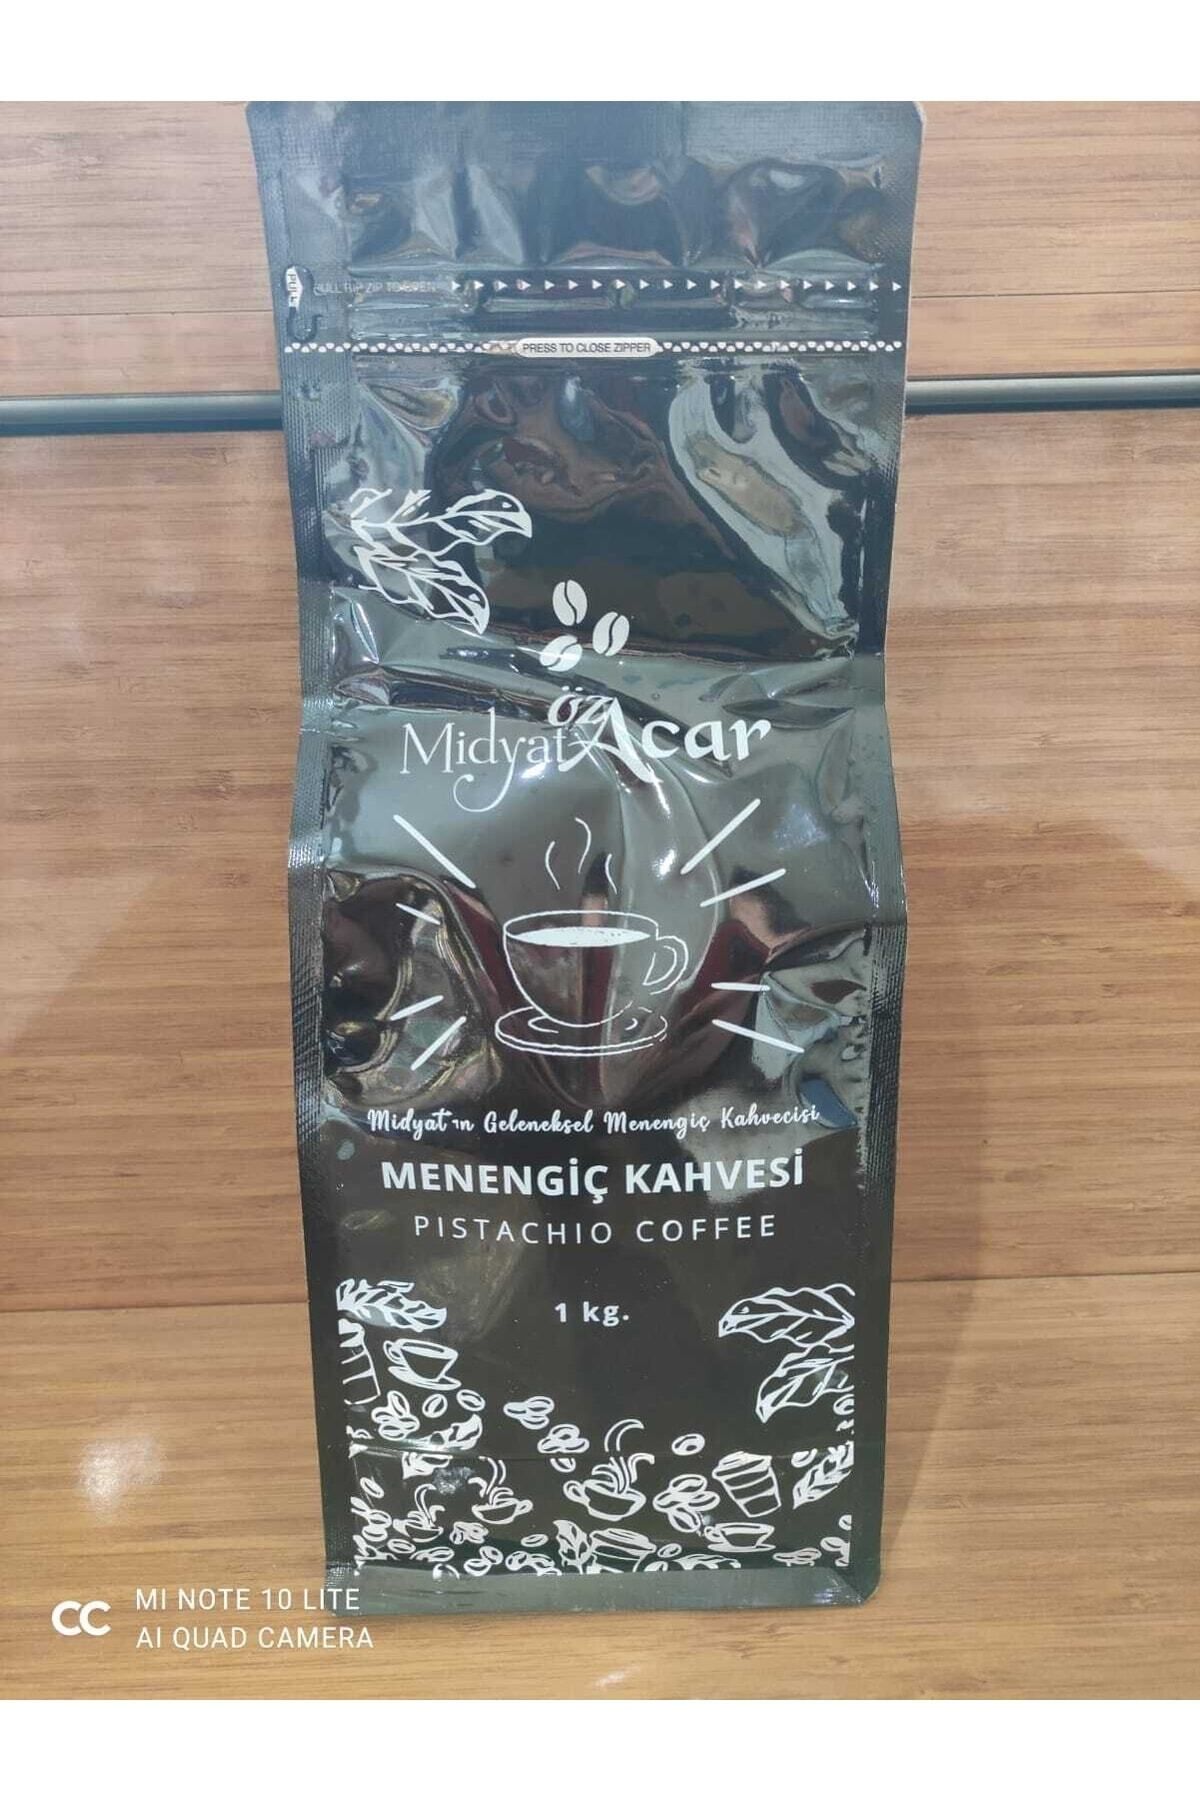 PULL
PULL RIP ZIP TO OPEN
PRESS TO CLOSE ZIPPER
öz
Midyat Acar
Midyat'ın Geleneksel Menengiç Kahvecisi
MENENGİÇ KAHVESİ
PISTACHIO COFFEE
1 kg.
MI NOTE 10 LITE
AI QUAD CAMERA